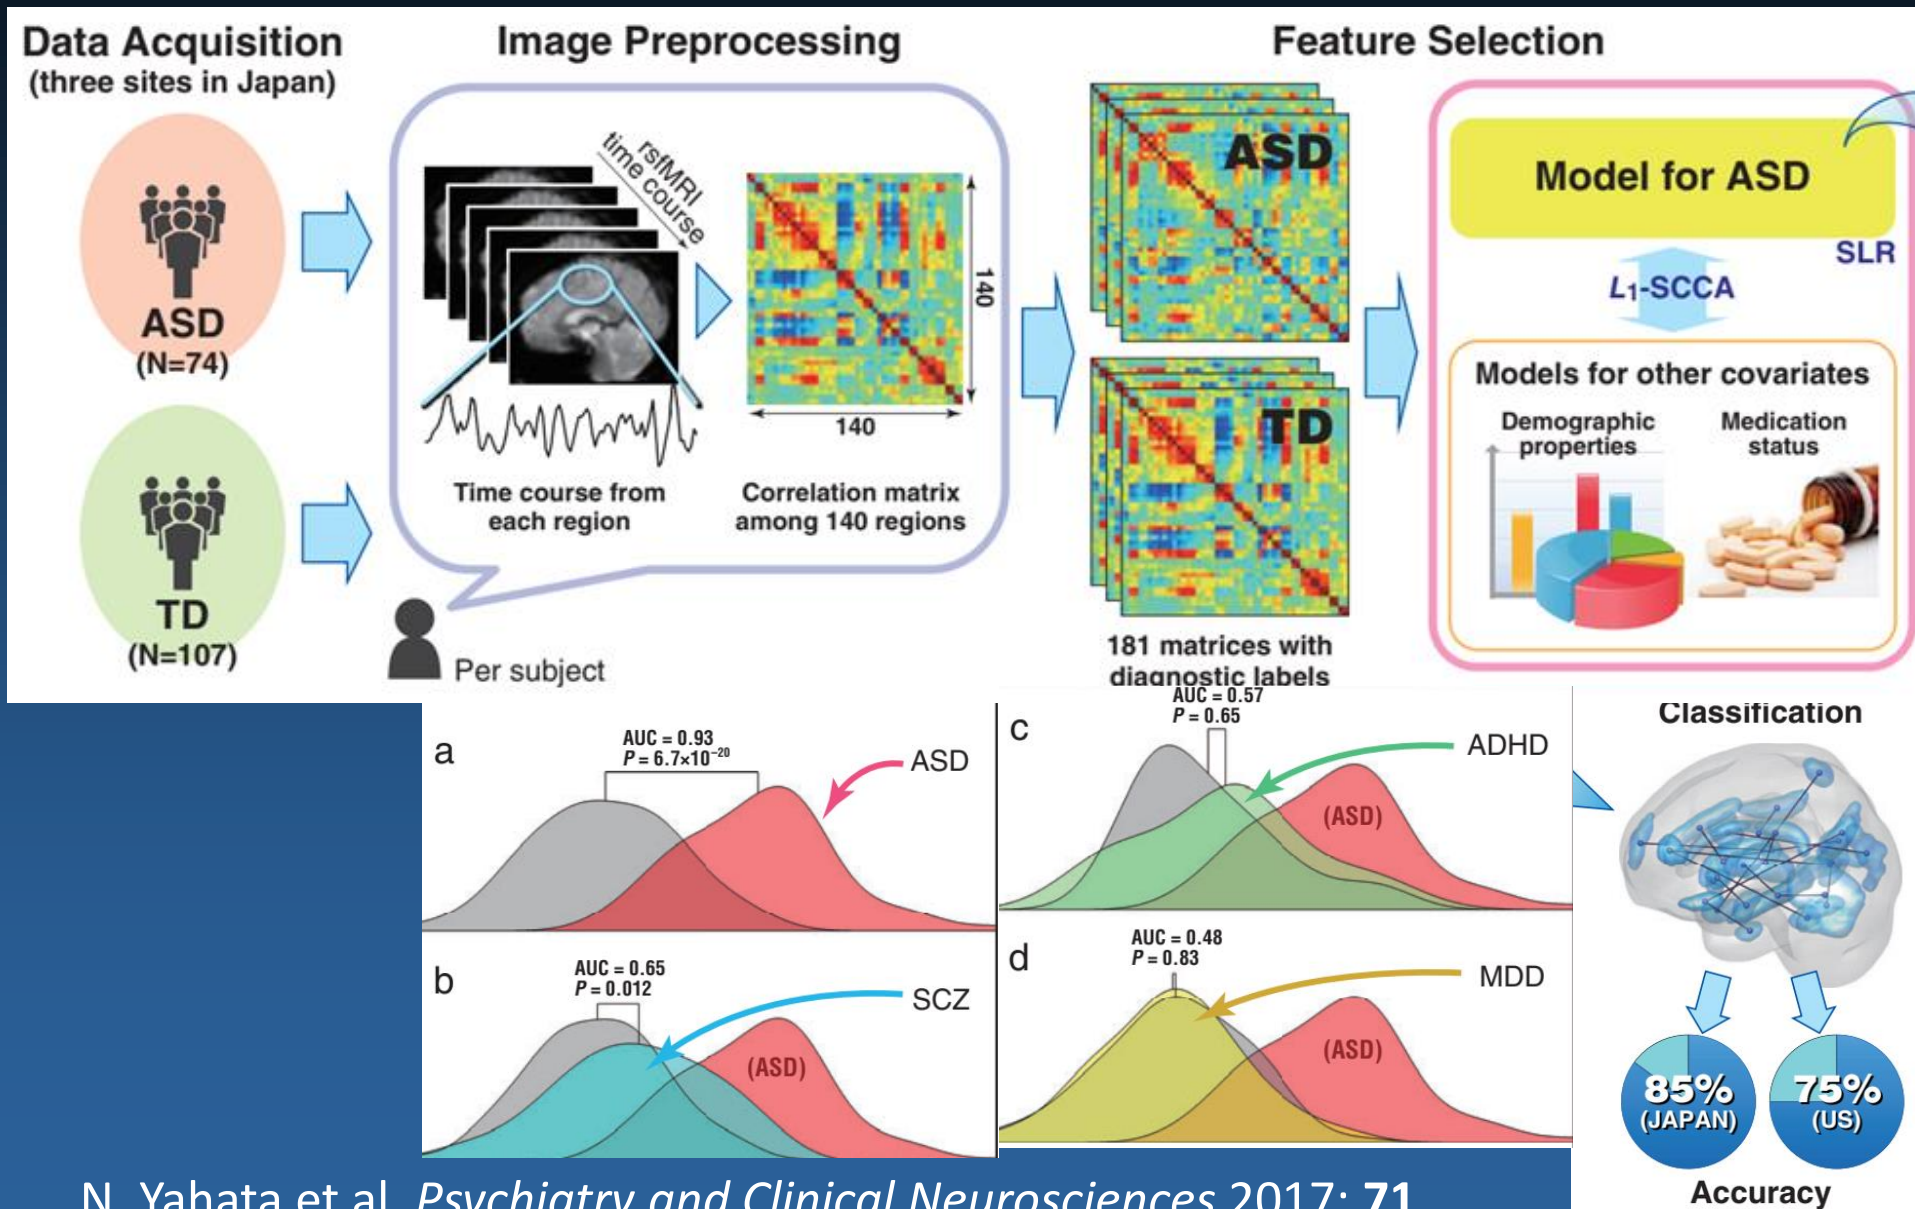 Data Acquisition
(three sites in Japan)
ASD
(N=74)
TD
(N=107)
Image Preprocessing
rsfMRI
time course
140
140
Time course from
each region
Correlation matrix
among 140 regions
Per subject
Feature Selection
ASD
TD
181 matrices with
diagnostic labels
Model for ASD
SLR
L1-SCCA
Models for other covariates
Demographic
properties
Medication
status
a
AUC = 0.93
P = 6.7×10⁻²⁰
ASD
b
AUC = 0.65
P = 0.012
SCZ
(ASD)
c
AUC = 0.57
P = 0.65
ADHD
(ASD)
d
AUC = 0.48
P = 0.83
MDD
(ASD)
Classification
85%
(JAPAN)
75%
(US)
Accuracy
N. Yahata et al. Psychiatry and Clinical Neurosciences 2017; 71